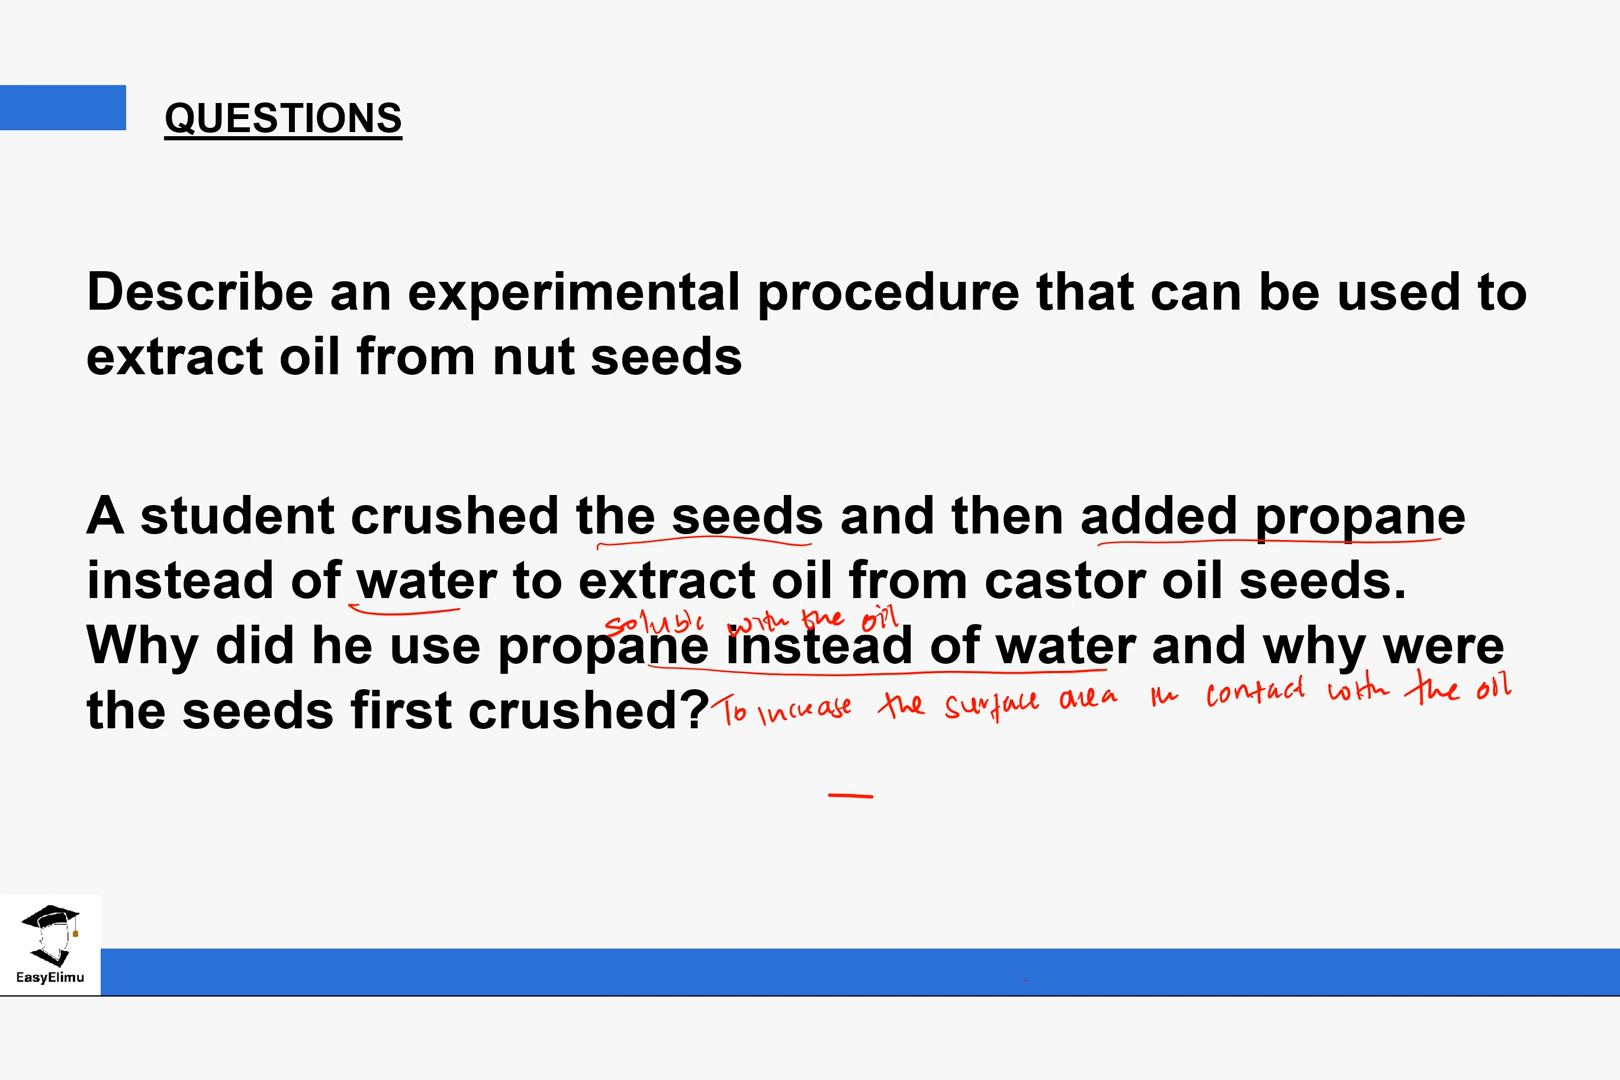 QUESTIONS
Describe an experimental procedure that can be used to
extract oil from nut seeds
A student crushed the seeds and then added propane
instead of water to extract oil from castor oil seeds.
soluble with the oil
Why did he use propane instead of water and why were
the seeds first crushed? To increase the surface area in contact with the oil
EasyElimu